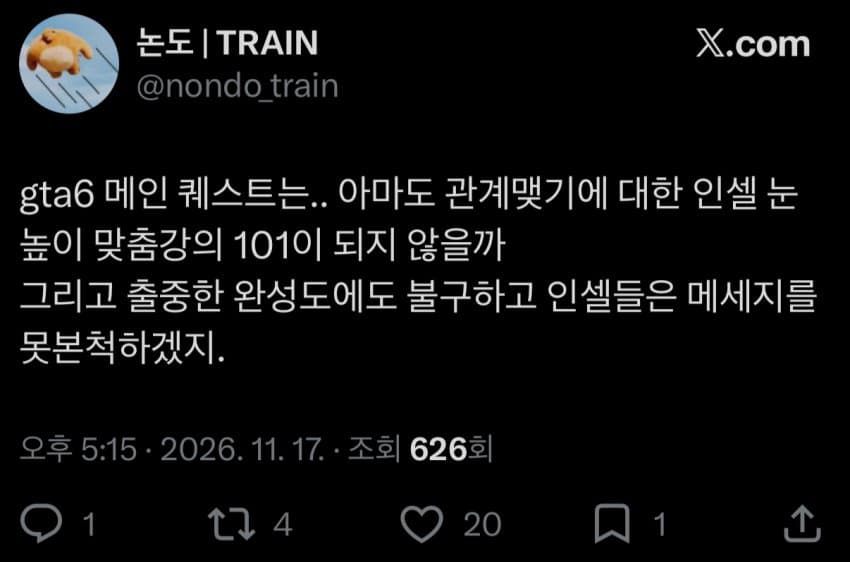 논도 | TRAIN
X.com
@nondo_train
gta6 메인 퀘스트는.. 아마도 관계맺기에 대한 인셀 눈
높이 맞춤강의 101이 되지 않을까
그리고 출중한 완성도에도 불구하고 인셀들은 메세지를
못본척하겠지.
오후 5:15 · 2026. 11. 17. · 조회 626회
1 4 20 1